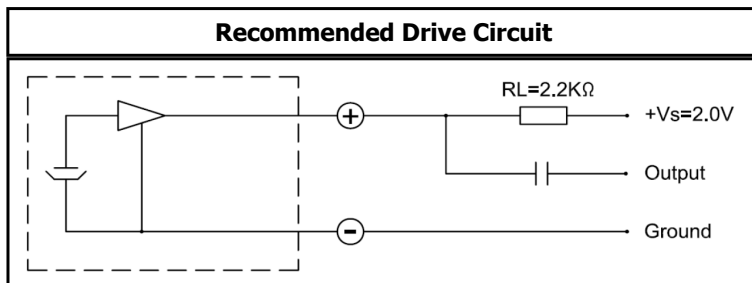 Recommended Drive Circuit
RL=2.2KΩ
+Vs=2.0V
+
Output
-
Ground